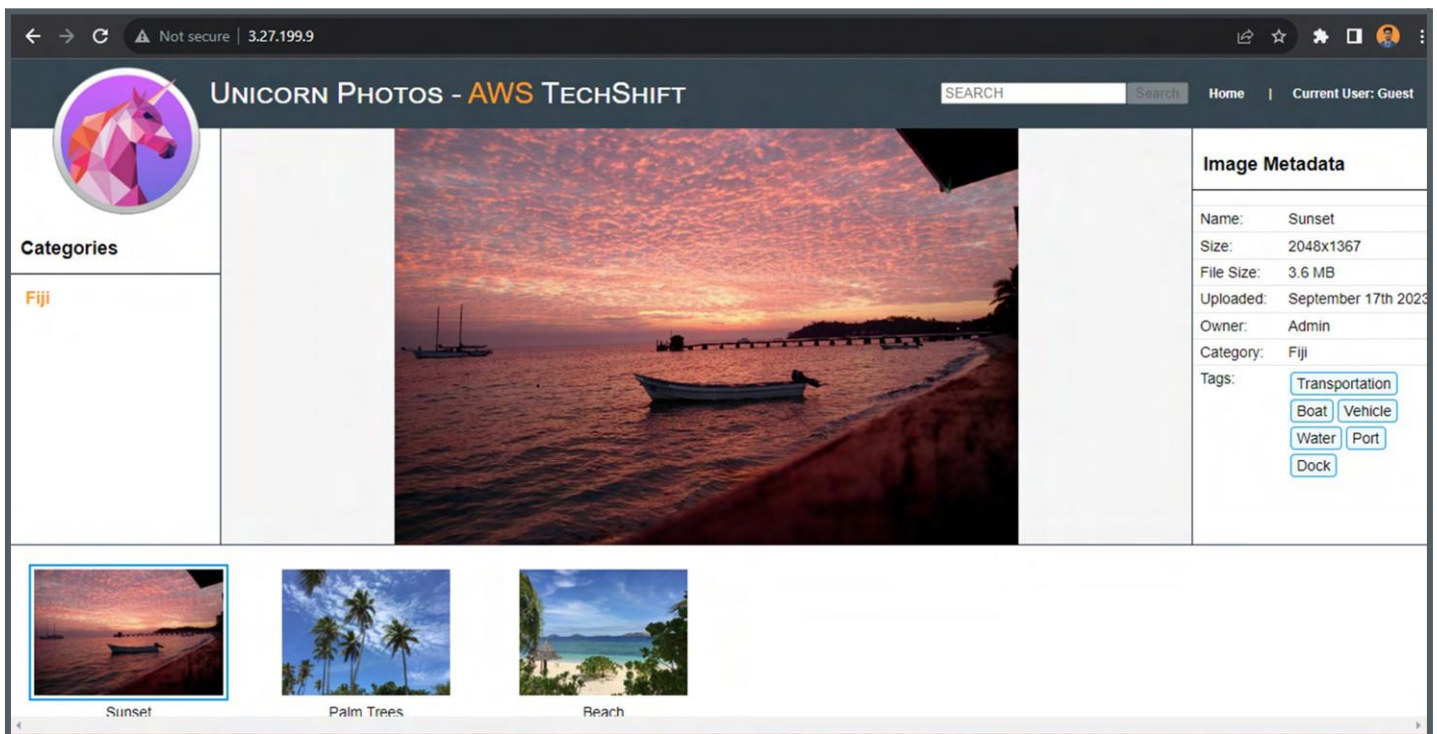 Not secure | 3.27.199.9
UNICORN PHOTOS - AWS TECHSHIFT
SEARCH Search Home | Current User: Guest
Categories
Fiji
Image Metadata
Name: Sunset
Size: 2048x1367
File Size: 3.6 MB
Uploaded: September 17th 2023
Owner: Admin
Category: Fiji
Tags: Transportation
Boat Vehicle
Water Port
Dock
Sunset Palm Trees Beach